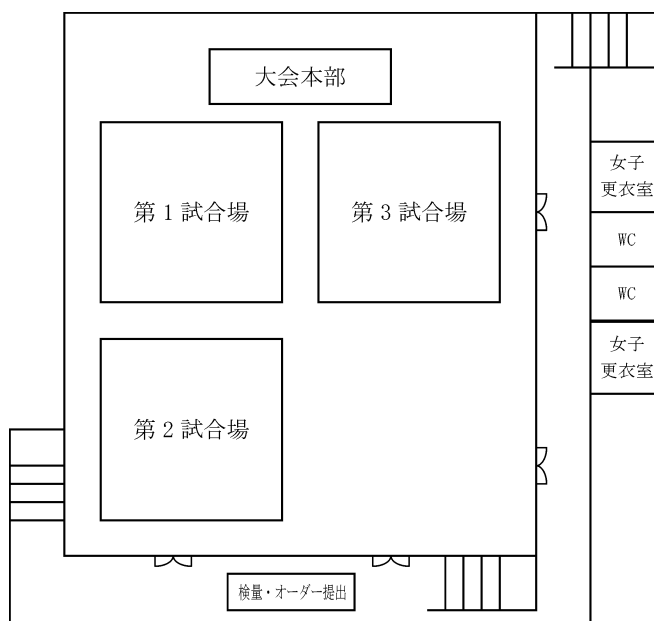 大会本部
第１試合場
第３試合場
女子
更衣室
WC
WC
女子
更衣室
第２試合場
検量・オーダー提出